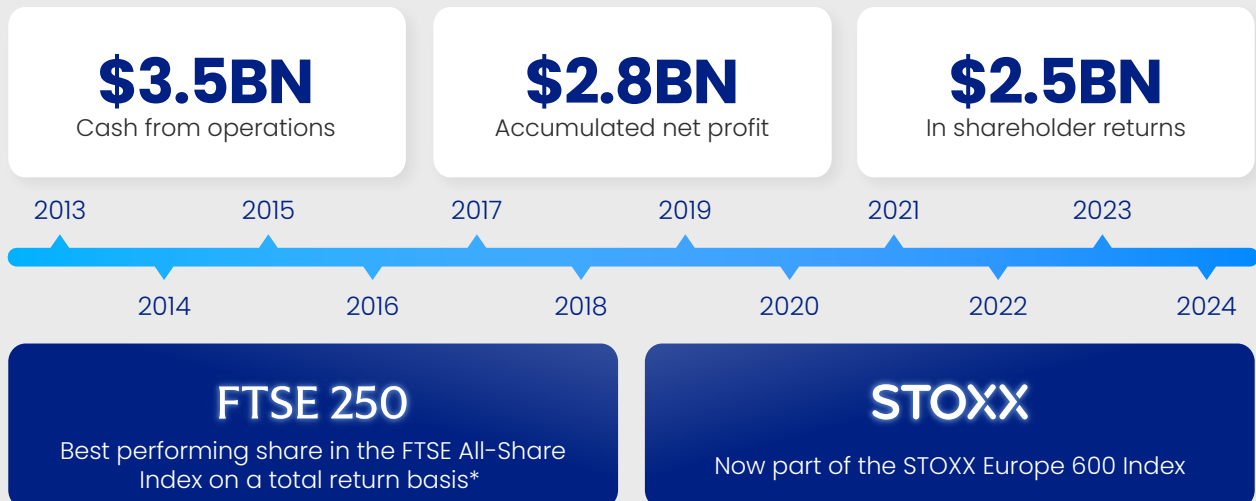 $3.5BN
Cash from operations
$2.8BN
Accumulated net profit
$2.5BN
In shareholder returns
2013
2015
2017
2019
2021
2023
2014
2016
2018
2020
2022
2024
FTSE 250
Best performing share in the FTSE All-Share
Index on a total return basis*
STOXX
Now part of the STOXX Europe 600 Index